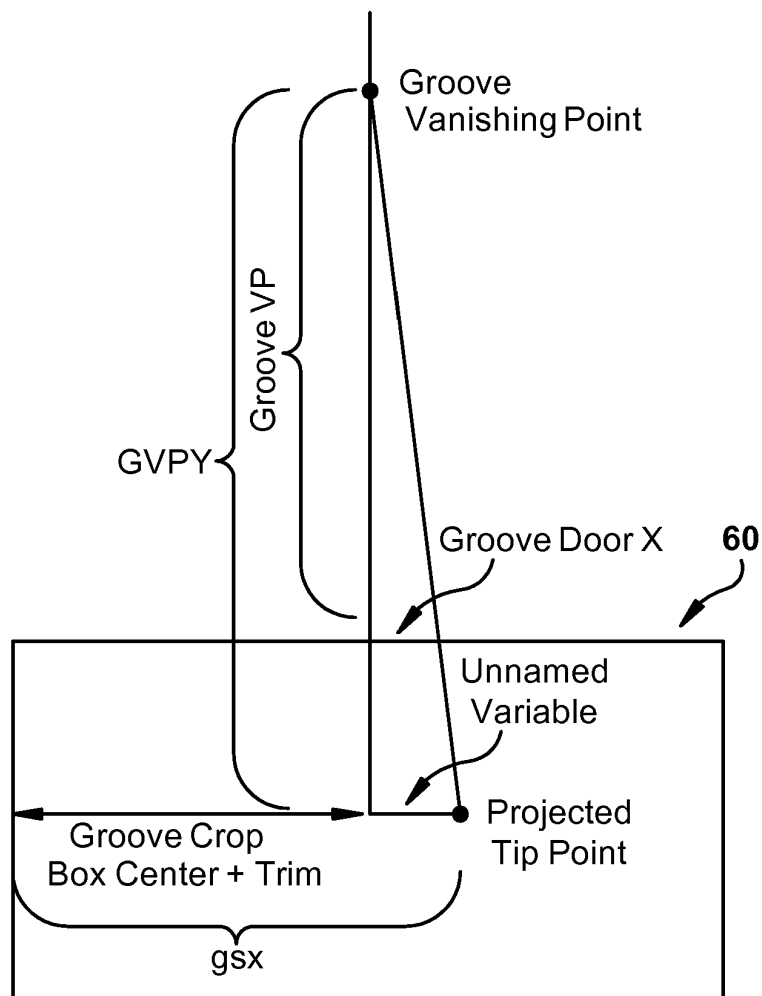 Groove
Vanishing Point
Groove VP
GVPY
Groove Door X
60
Unnamed
Variable
Projected
Tip Point
Groove Crop
Box Center + Trim
gsx